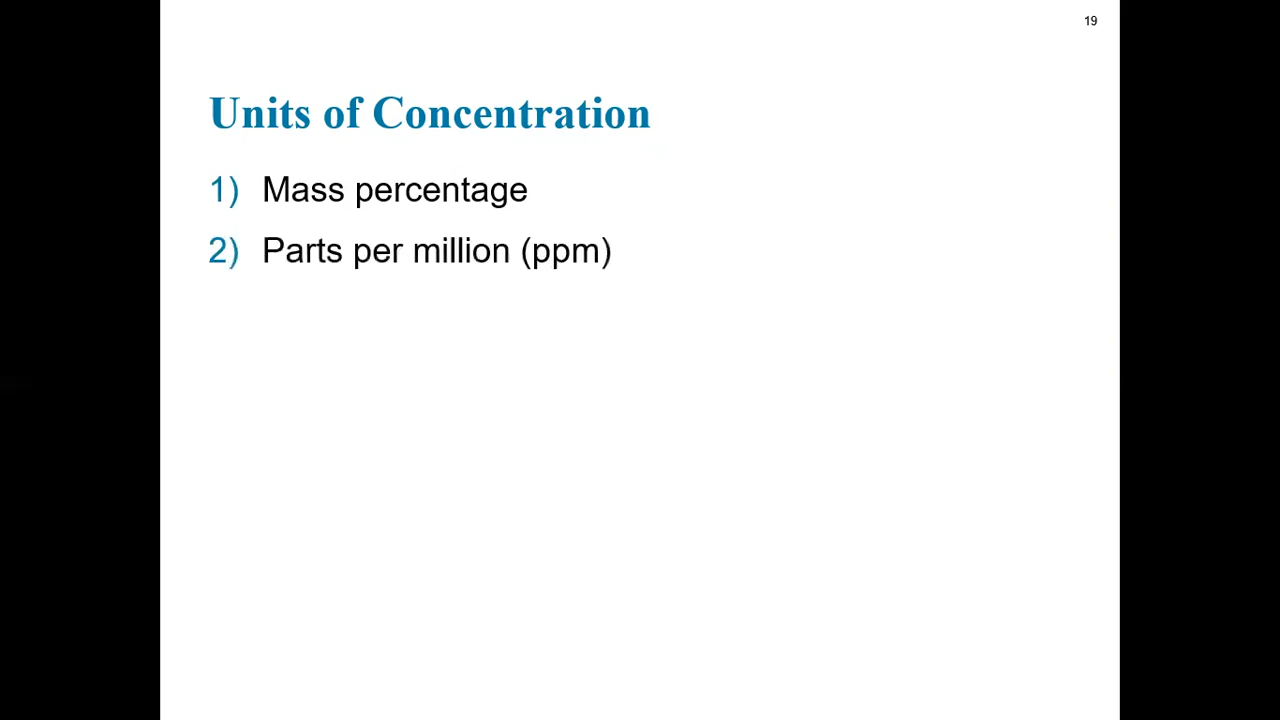 19
Units of Concentration
1) Mass percentage
2) Parts per million (ppm)